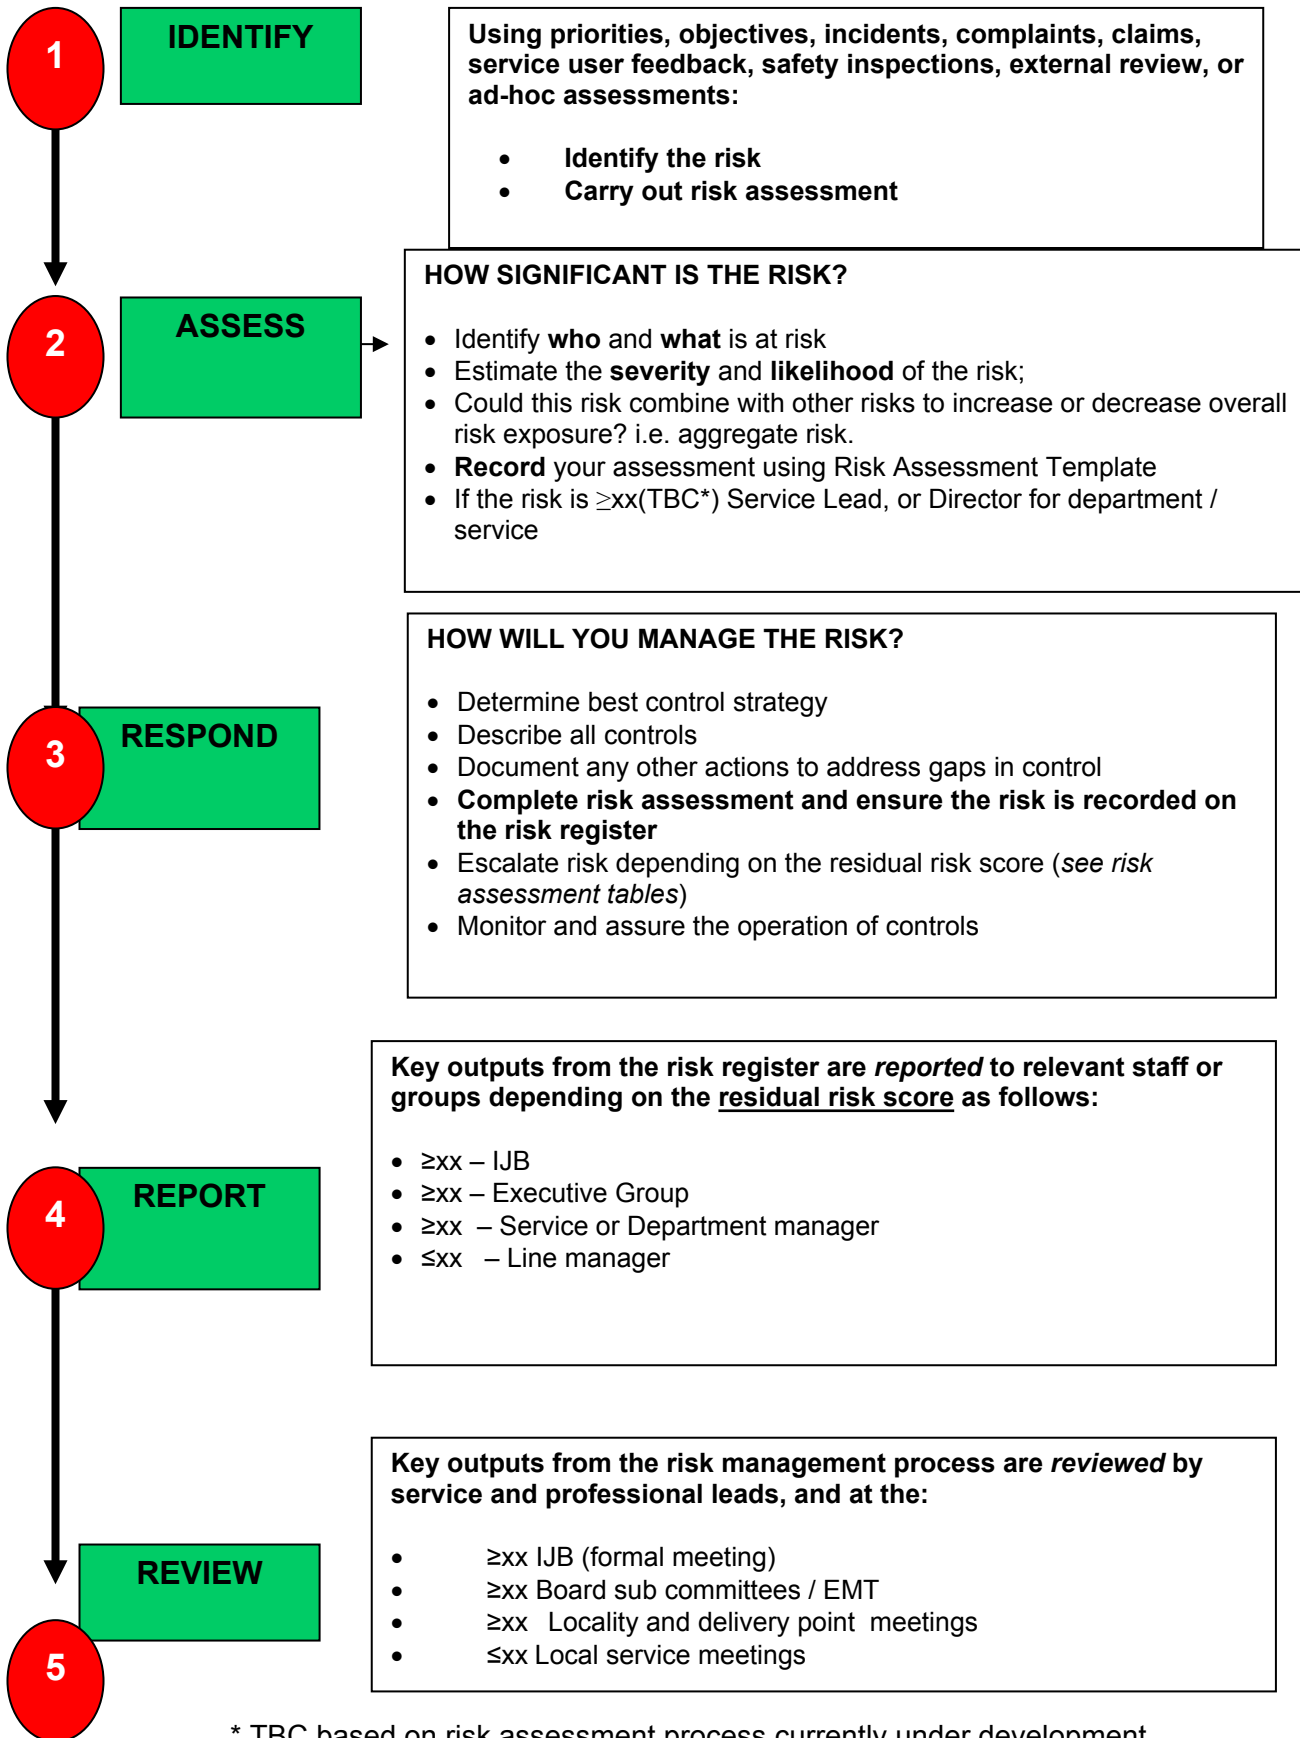 1
IDENTIFY
Using priorities, objectives, incidents, complaints, claims,
service user feedback, safety inspections, external review, or
ad-hoc assessments:
• Identify the risk
• Carry out risk assessment
2
ASSESS
HOW SIGNIFICANT IS THE RISK?
• Identify who and what is at risk
• Estimate the severity and likelihood of the risk;
• Could this risk combine with other risks to increase or decrease overall
risk exposure? i.e. aggregate risk.
• Record your assessment using Risk Assessment Template
• If the risk is ≥xx(TBC*) Service Lead, or Director for department /
service
3
RESPOND
HOW WILL YOU MANAGE THE RISK?
• Determine best control strategy
• Describe all controls
• Document any other actions to address gaps in control
• Complete risk assessment and ensure the risk is recorded on
the risk register
• Escalate risk depending on the residual risk score (see risk
assessment tables)
• Monitor and assure the operation of controls
4
REPORT
Key outputs from the risk register are reported to relevant staff or
groups depending on the residual risk score as follows:
• ≥xx – IJB
• ≥xx – Executive Group
• ≥xx – Service or Department manager
• ≤xx – Line manager
5
REVIEW
Key outputs from the risk management process are reviewed by
service and professional leads, and at the:
• ≥xx IJB (formal meeting)
• ≥xx Board sub committees / EMT
• ≥xx Locality and delivery point meetings
• ≤xx Local service meetings
* TBC based on risk assessment process currently under development